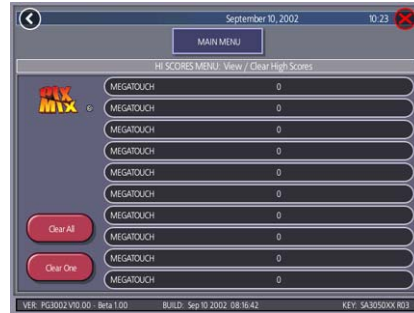 September 10, 2002 10:23
MAIN MENU
HI SCORES MENU: View / Clear High Scores
PIX MIX
MEGATOUCH 0
MEGATOUCH 0
MEGATOUCH 0
MEGATOUCH 0
MEGATOUCH 0
MEGATOUCH 0
MEGATOUCH 0
MEGATOUCH 0
MEGATOUCH 0
MEGATOUCH 0
Clear All
Clear One
VER: PG3002 V10.00 - Beta 1.00 BUILD: Sep 10 2002 08:16:42 KEY: SA3050XX R03